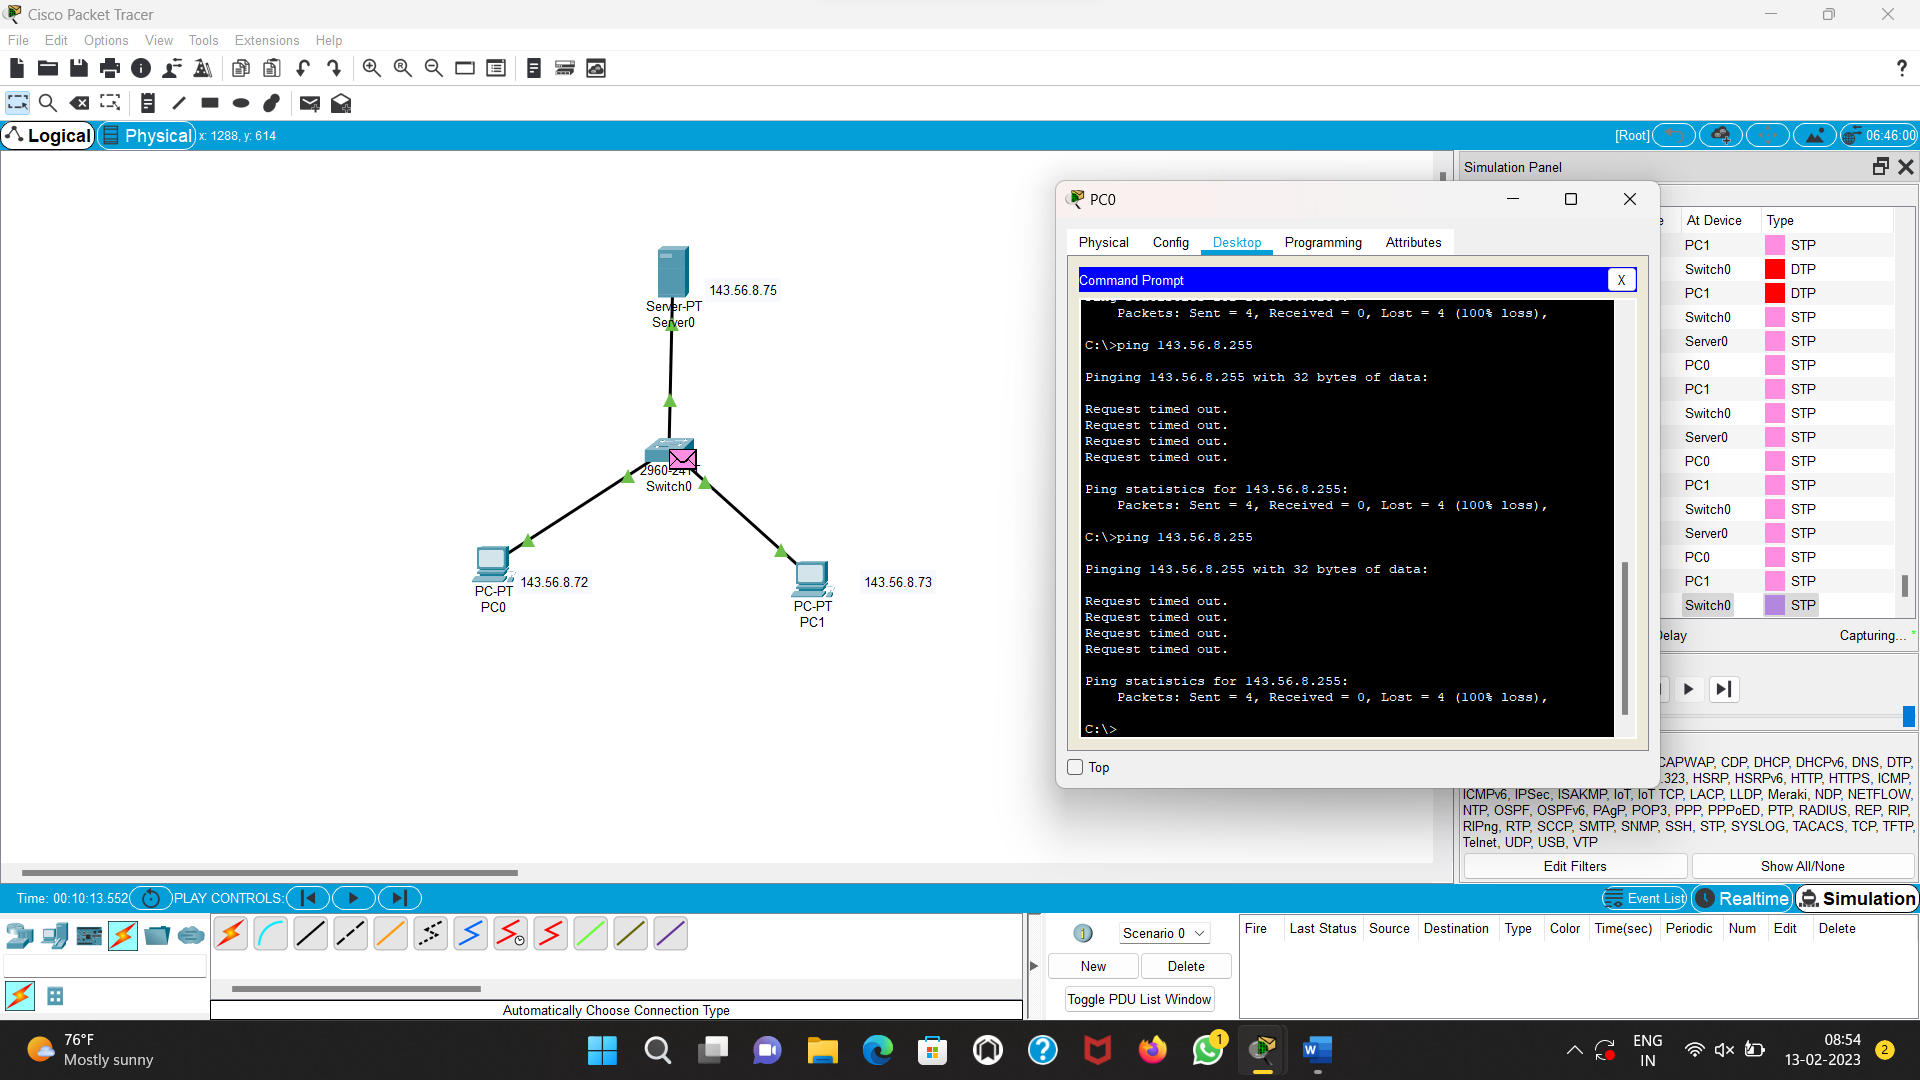 Cisco Packet Tracer
File Edit Options View Tools Extensions Help
Logical Physical x: 1288, y: 614 [Root] 06:46:00
143.56.8.75
Server-PT
Server0
Switch0
143.56.8.72
PC-PT
PC0
143.56.8.73
PC-PT
PC1
PC0
Physical Config Desktop Programming Attributes
Command Prompt X
Packets: Sent = 4, Received = 0, Lost = 4 (100% loss),
C:\>ping 143.56.8.255
Pinging 143.56.8.255 with 32 bytes of data:
Request timed out.
Request timed out.
Request timed out.
Request timed out.
Ping statistics for 143.56.8.255:
Packets: Sent = 4, Received = 0, Lost = 4 (100% loss),
C:\>ping 143.56.8.255
Pinging 143.56.8.255 with 32 bytes of data:
Request timed out.
Request timed out.
Request timed out.
Request timed out.
Ping statistics for 143.56.8.255:
Packets: Sent = 4, Received = 0, Lost = 4 (100% loss),
C:\>
Top
Simulation Panel
At Device Type
PC1 STP
Switch0 DTP
PC1 DTP
Switch0 STP
Server0 STP
PC0 STP
PC1 STP
Switch0 STP
Server0 STP
PC0 STP
PC1 STP
Switch0 STP
Server0 STP
PC0 STP
PC1 STP
Switch0 STP
Capturing...
CAPWAP, CDP, DHCP, DHCPv6, DNS, DTP,
.323, HSRP, HSRPv6, HTTP, HTTPS, ICMP,
ICMPv6, IPSec, ISAKMP, IoT, IoT TCP, LACP, LLDP, Meraki, NDP, NETFLOW,
NTP, OSPF, OSPFv6, PAgP, POP3, PPP, PPPoED, PTP, RADIUS, REP, RIP,
RIPng, RTP, SCCP, SMTP, SNMP, SSH, STP, SYSLOG, TACACS, TCP, TFTP,
Telnet, UDP, USB, VTP
Edit Filters Show All/None
Time: 00:10:13.552 PLAY CONTROLS: Event List Realtime Simulation
Automatically Choose Connection Type
1 Scenario 0
New Delete
Toggle PDU List Window
Fire Last Status Source Destination Type Color Time(sec) Periodic Num Edit Delete
76°F
Mostly sunny
1
ENG
IN
08:54
13-02-2023
2